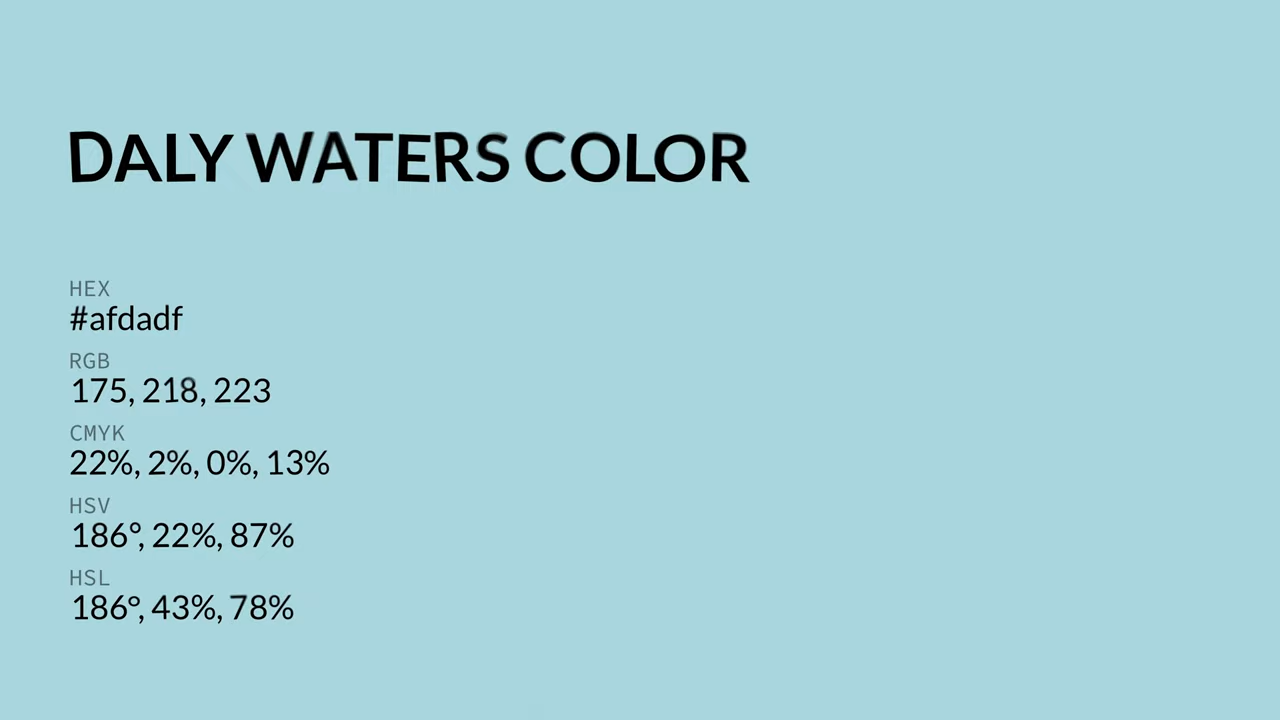 DALY WATERS COLOR
HEX
#afdadf
RGB
175, 218, 223
CMYK
22%, 2%, 0%, 13%
HSV
186°, 22%, 87%
HSL
186°, 43%, 78%